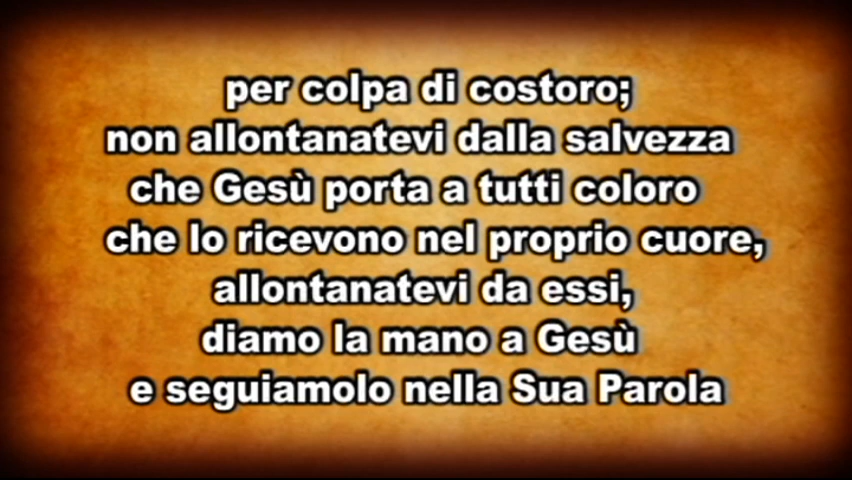 per colpa di costoro;
non allontanatevi dalla salvezza
che Gesù porta a tutti coloro
che lo ricevono nel proprio cuore,
allontanatevi da essi,
diamo la mano a Gesù
e seguiamolo nella Sua Parola